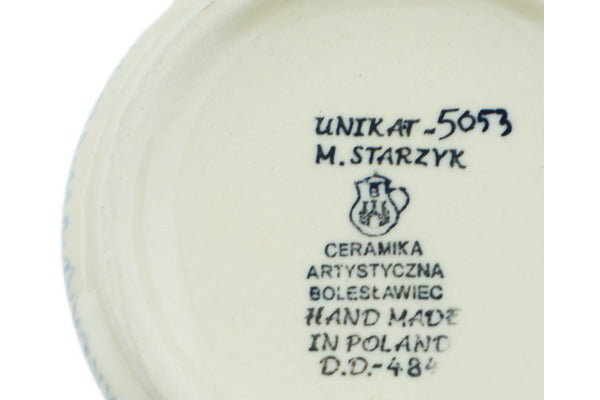 UNIKAT-5053
M. STARZYK
B
CERAMIKA
ARTYSTYCZNA
BOLESŁAWIEC
HAND MADE
IN POLAND
D.D.-484